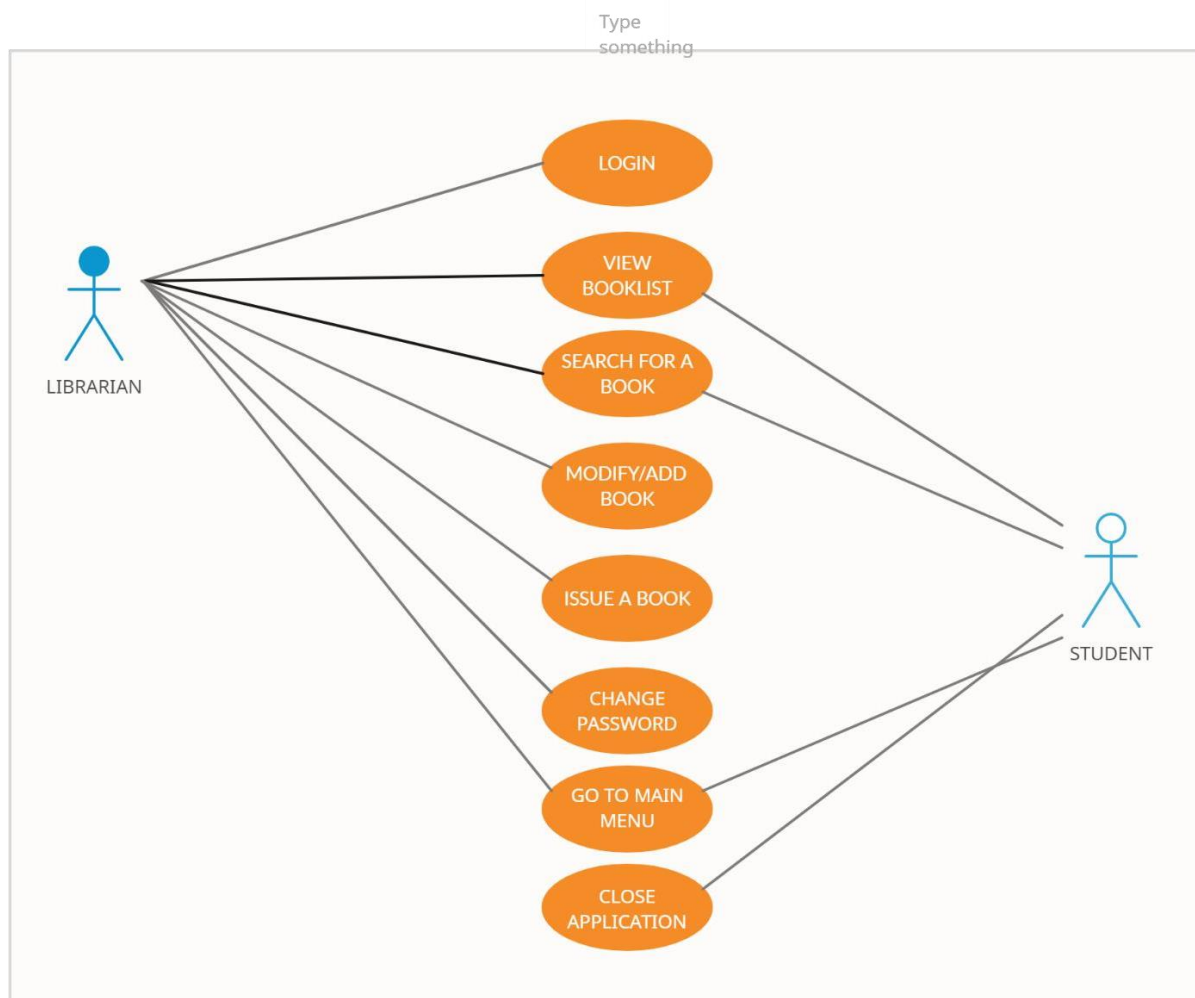 Type
something
LOGIN
VIEW
BOOKLIST
SEARCH FOR A
BOOK
LIBRARIAN
MODIFY/ADD
BOOK
ISSUE A BOOK
STUDENT
CHANGE
PASSWORD
GO TO MAIN
MENU
CLOSE
APPLICATION